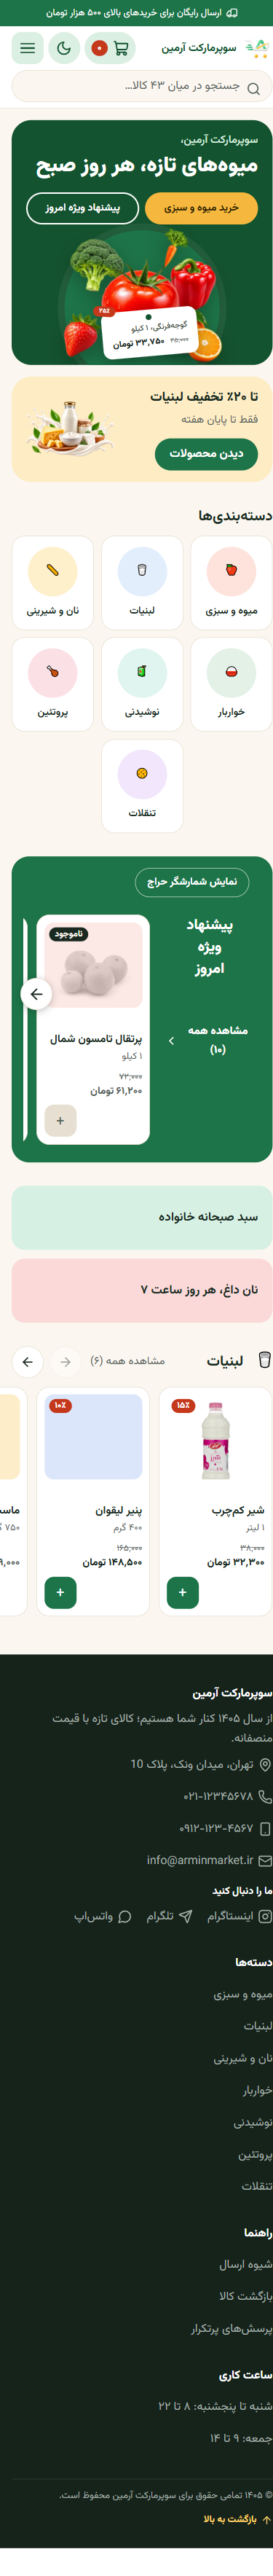 ارسال رایگان برای خریدهای بالای ۵۰۰ هزار تومان
سوپرمارکت آرمین
۰
جستجو در میان ۴۳ کالا...
سوپرمارکت آرمین،
میوه‌های تازه، هر روز صبح
خرید میوه و سبزی
پیشنهاد ویژه امروز
۲۵٪
گوجه‌فرنگی، ۱ کیلو
۴۵,۰۰۰ ۳۳,۷۵۰ تومان
تا ۲۰٪ تخفیف لبنیات
فقط تا پایان هفته
دیدن محصولات
دسته‌بندی‌ها
میوه و سبزی
لبنیات
نان و شیرینی
خواربار
نوشیدنی
پروتئین
تنقلات
نمایش شمارشگر حراج
پیشنهاد
ویژه
امروز
مشاهده همه
(۱۰)
ناموجود
پرتقال تامسون شمال
۱ کیلو
۷۲,۰۰۰
۶۱,۲۰۰ تومان
+
سبد صبحانه خانواده
نان داغ، هر روز ساعت ۷
لبنیات
مشاهده همه (۶)
۱۵٪
شیر کم‌چرب
۱ لیتر
۳۸,۰۰۰
۳۲,۳۰۰ تومان
+
۱۰٪
پنیر لیقوان
۴۰۰ گرم
۱۶۵,۰۰۰
۱۴۸,۵۰۰ تومان
+
سوپرمارکت آرمین
از سال ۱۴۰۵ کنار شما هستیم؛ کالای تازه با قیمت
منصفانه.
تهران، میدان ونک، پلاک 10
۰۲۱-۱۲۳۴۵۶۷۸
۰۹۱۲-۱۲۳-۴۵۶۷
info@arminmarket.ir
ما را دنبال کنید
اینستاگرام
تلگرام
واتس‌اپ
دسته‌ها
میوه و سبزی
لبنیات
نان و شیرینی
خواربار
نوشیدنی
پروتئین
تنقلات
راهنما
شیوه ارسال
بازگشت کالا
پرسش‌های پرتکرار
ساعت کاری
شنبه تا پنجشنبه: ۸ تا ۲۲
جمعه: ۹ تا ۱۴
© ۱۴۰۵ تمامی حقوق برای سوپرمارکت آرمین محفوظ است.
بازگشت به بالا